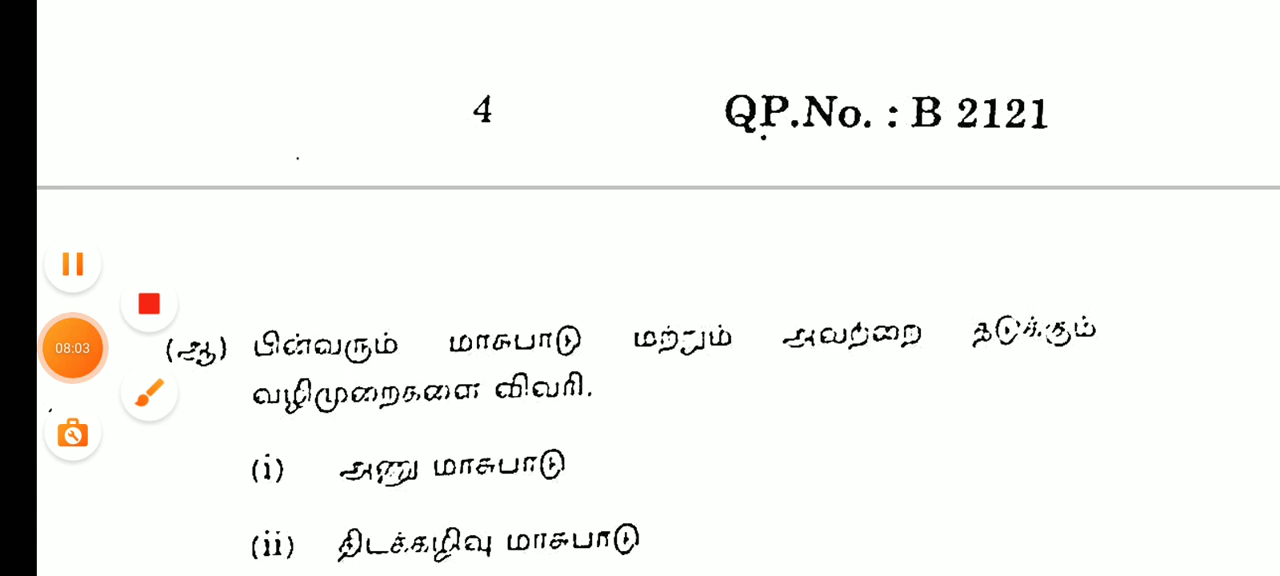 4 QP.No. : B 2121
08:03
(ஆ) பின்வரும் மாசுபாடு மற்றும் அவற்றை தடுக்கும்
வழிமுறைகளை விவரி.
(i) அணு மாசுபாடு
(ii) திடக்கழிவு மாசுபாடு